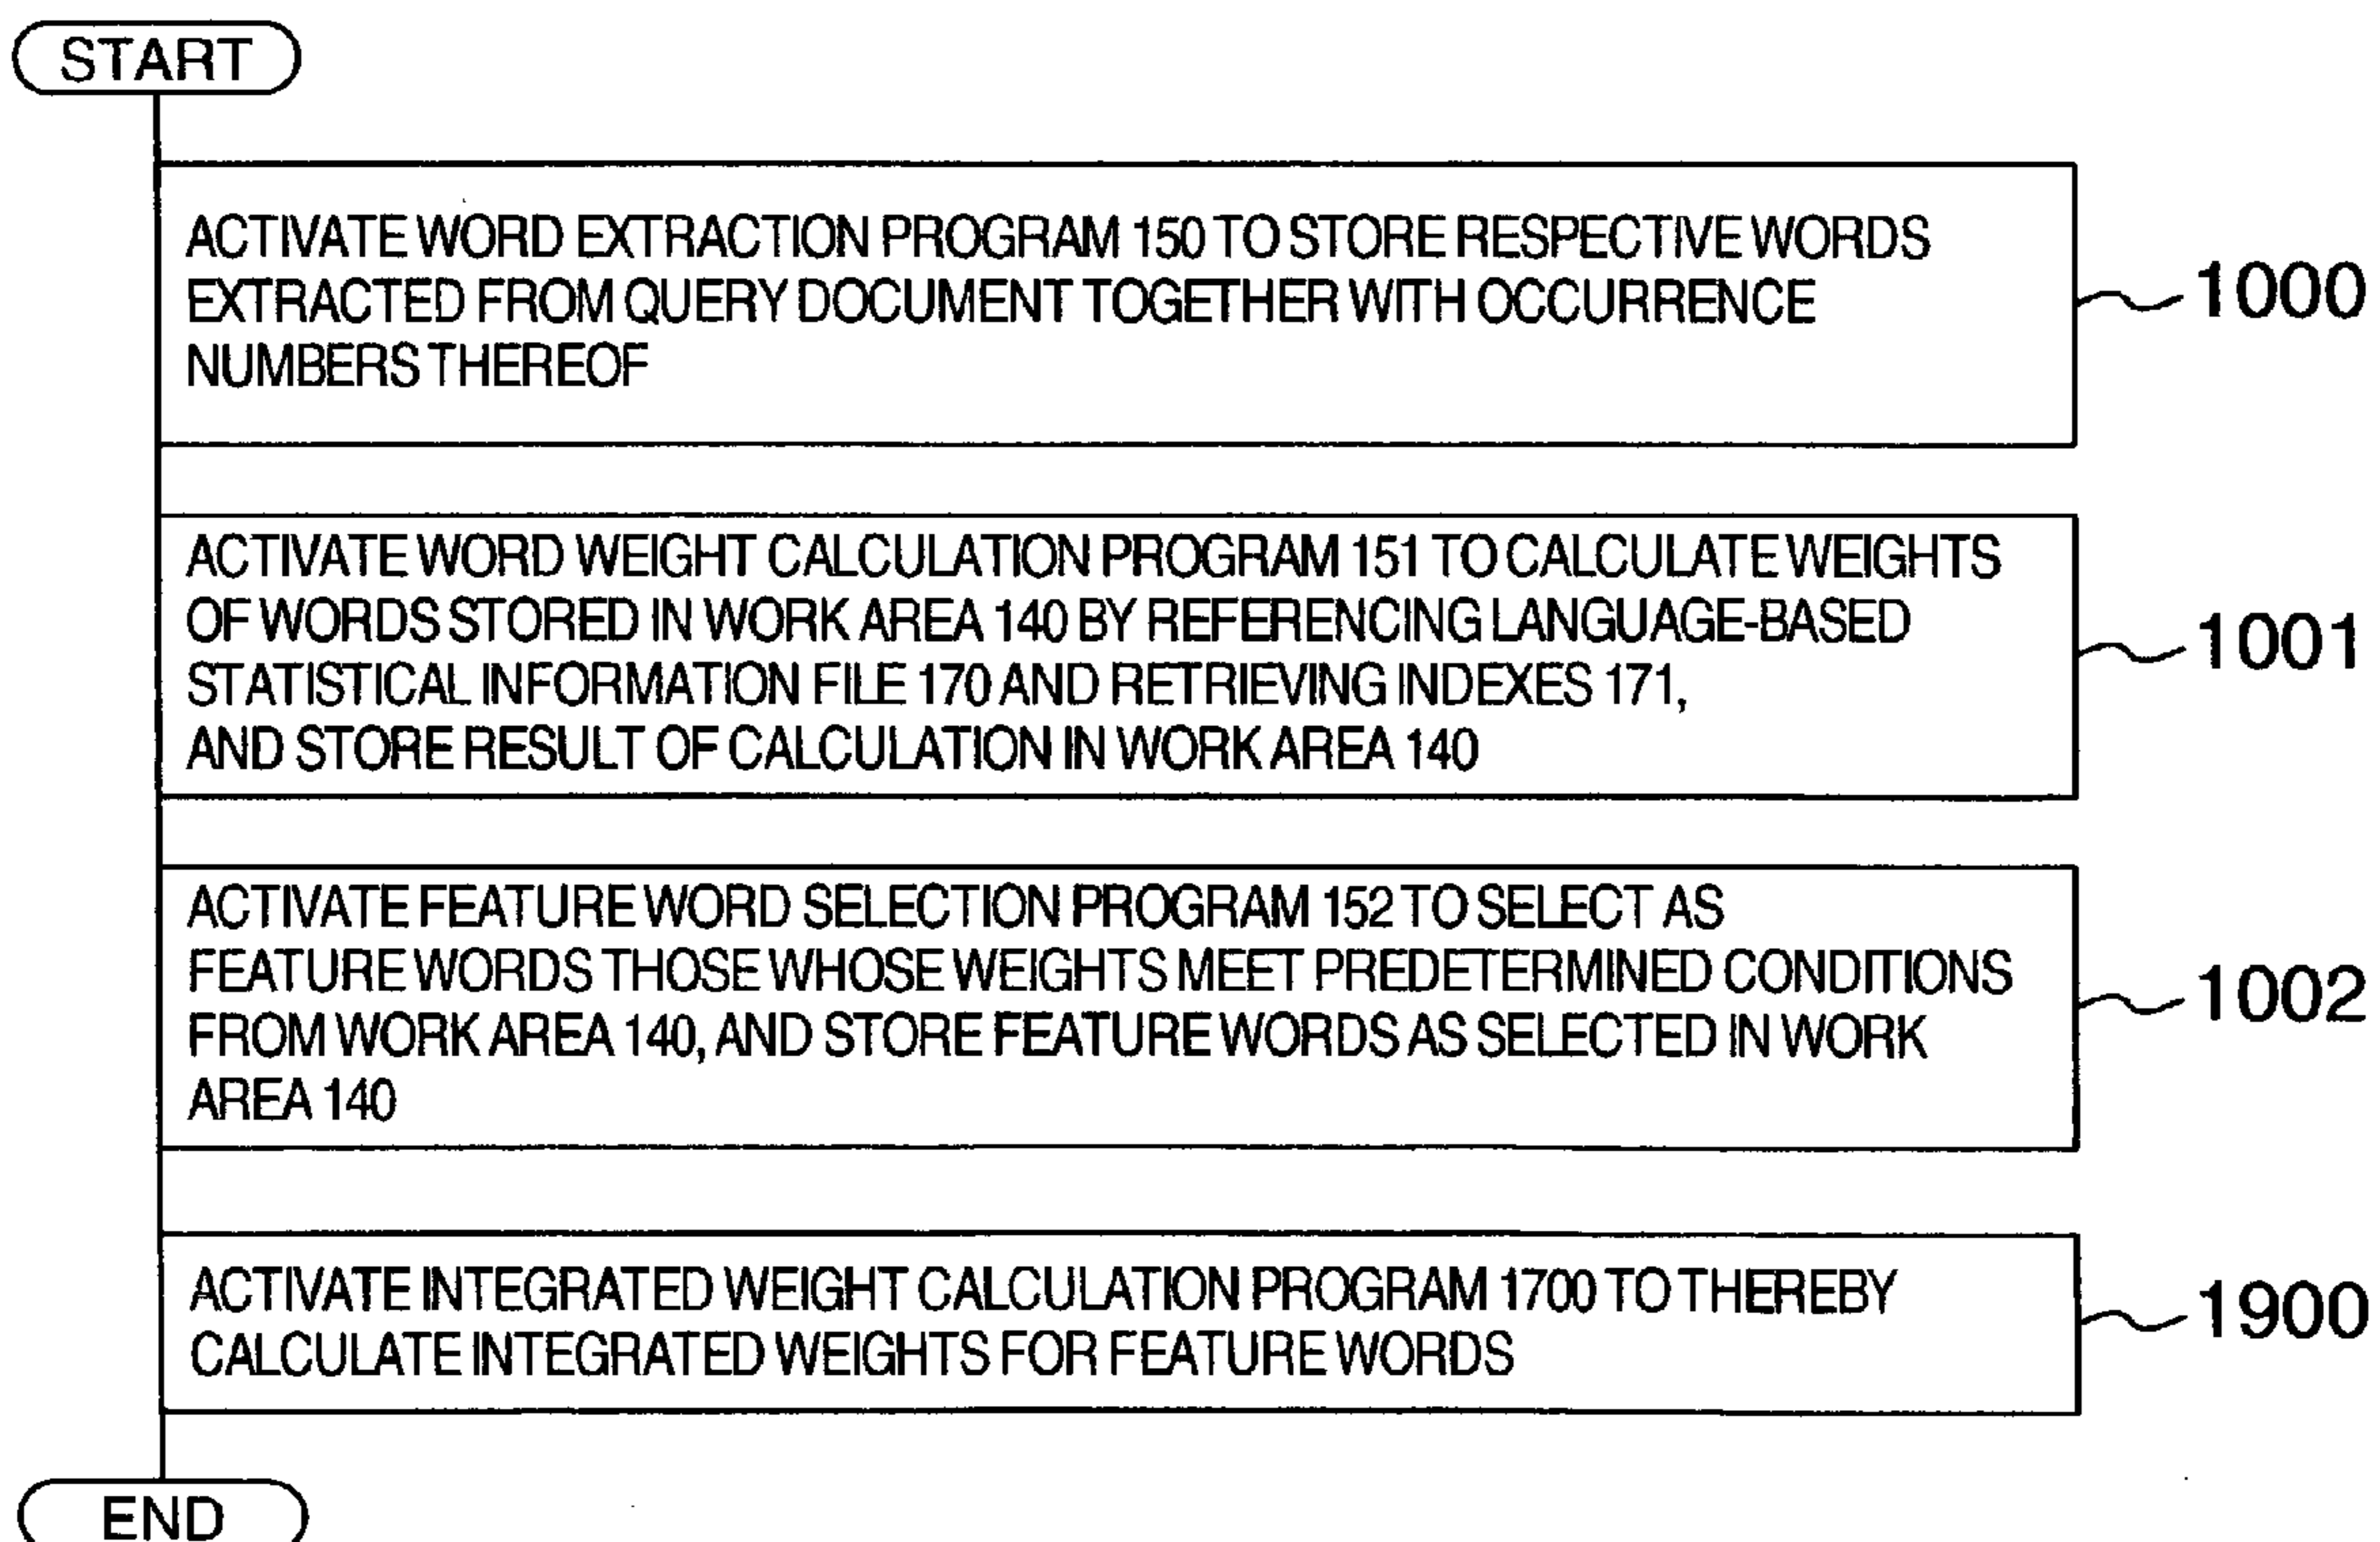 START
ACTIVATE WORD EXTRACTION PROGRAM 150 TO STORE RESPECTIVE WORDS
EXTRACTED FROM QUERY DOCUMENT TOGETHER WITH OCCURRENCE
NUMBERS THEREOF
1000
ACTIVATE WORD WEIGHT CALCULATION PROGRAM 151 TO CALCULATE WEIGHTS
OF WORDS STORED IN WORK AREA 140 BY REFERENCING LANGUAGE-BASED
STATISTICAL INFORMATION FILE 170 AND RETRIEVING INDEXES 171,
AND STORE RESULT OF CALCULATION IN WORK AREA 140
1001
ACTIVATE FEATURE WORD SELECTION PROGRAM 152 TO SELECT AS
FEATURE WORDS THOSE WHOSE WEIGHTS MEET PREDETERMINED CONDITIONS
FROM WORK AREA 140, AND STORE FEATURE WORDS AS SELECTED IN WORK
AREA 140
1002
ACTIVATE INTEGRATED WEIGHT CALCULATION PROGRAM 1700 TO THEREBY
CALCULATE INTEGRATED WEIGHTS FOR FEATURE WORDS
1900
END